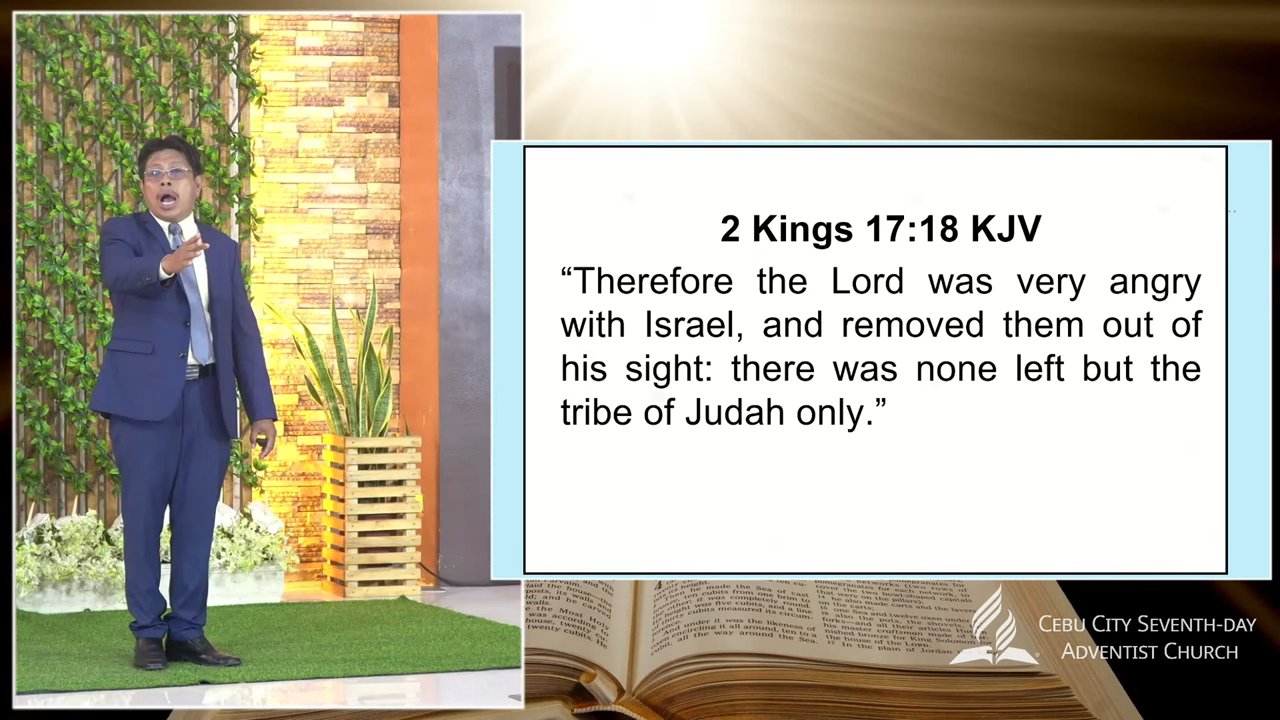 2 Kings 17:18 KJV
“Therefore the Lord was very angry
with Israel, and removed them out of
his sight: there was none left but the
tribe of Judah only.”
CEBU CITY SEVENTH-DAY
ADVENTIST CHURCH